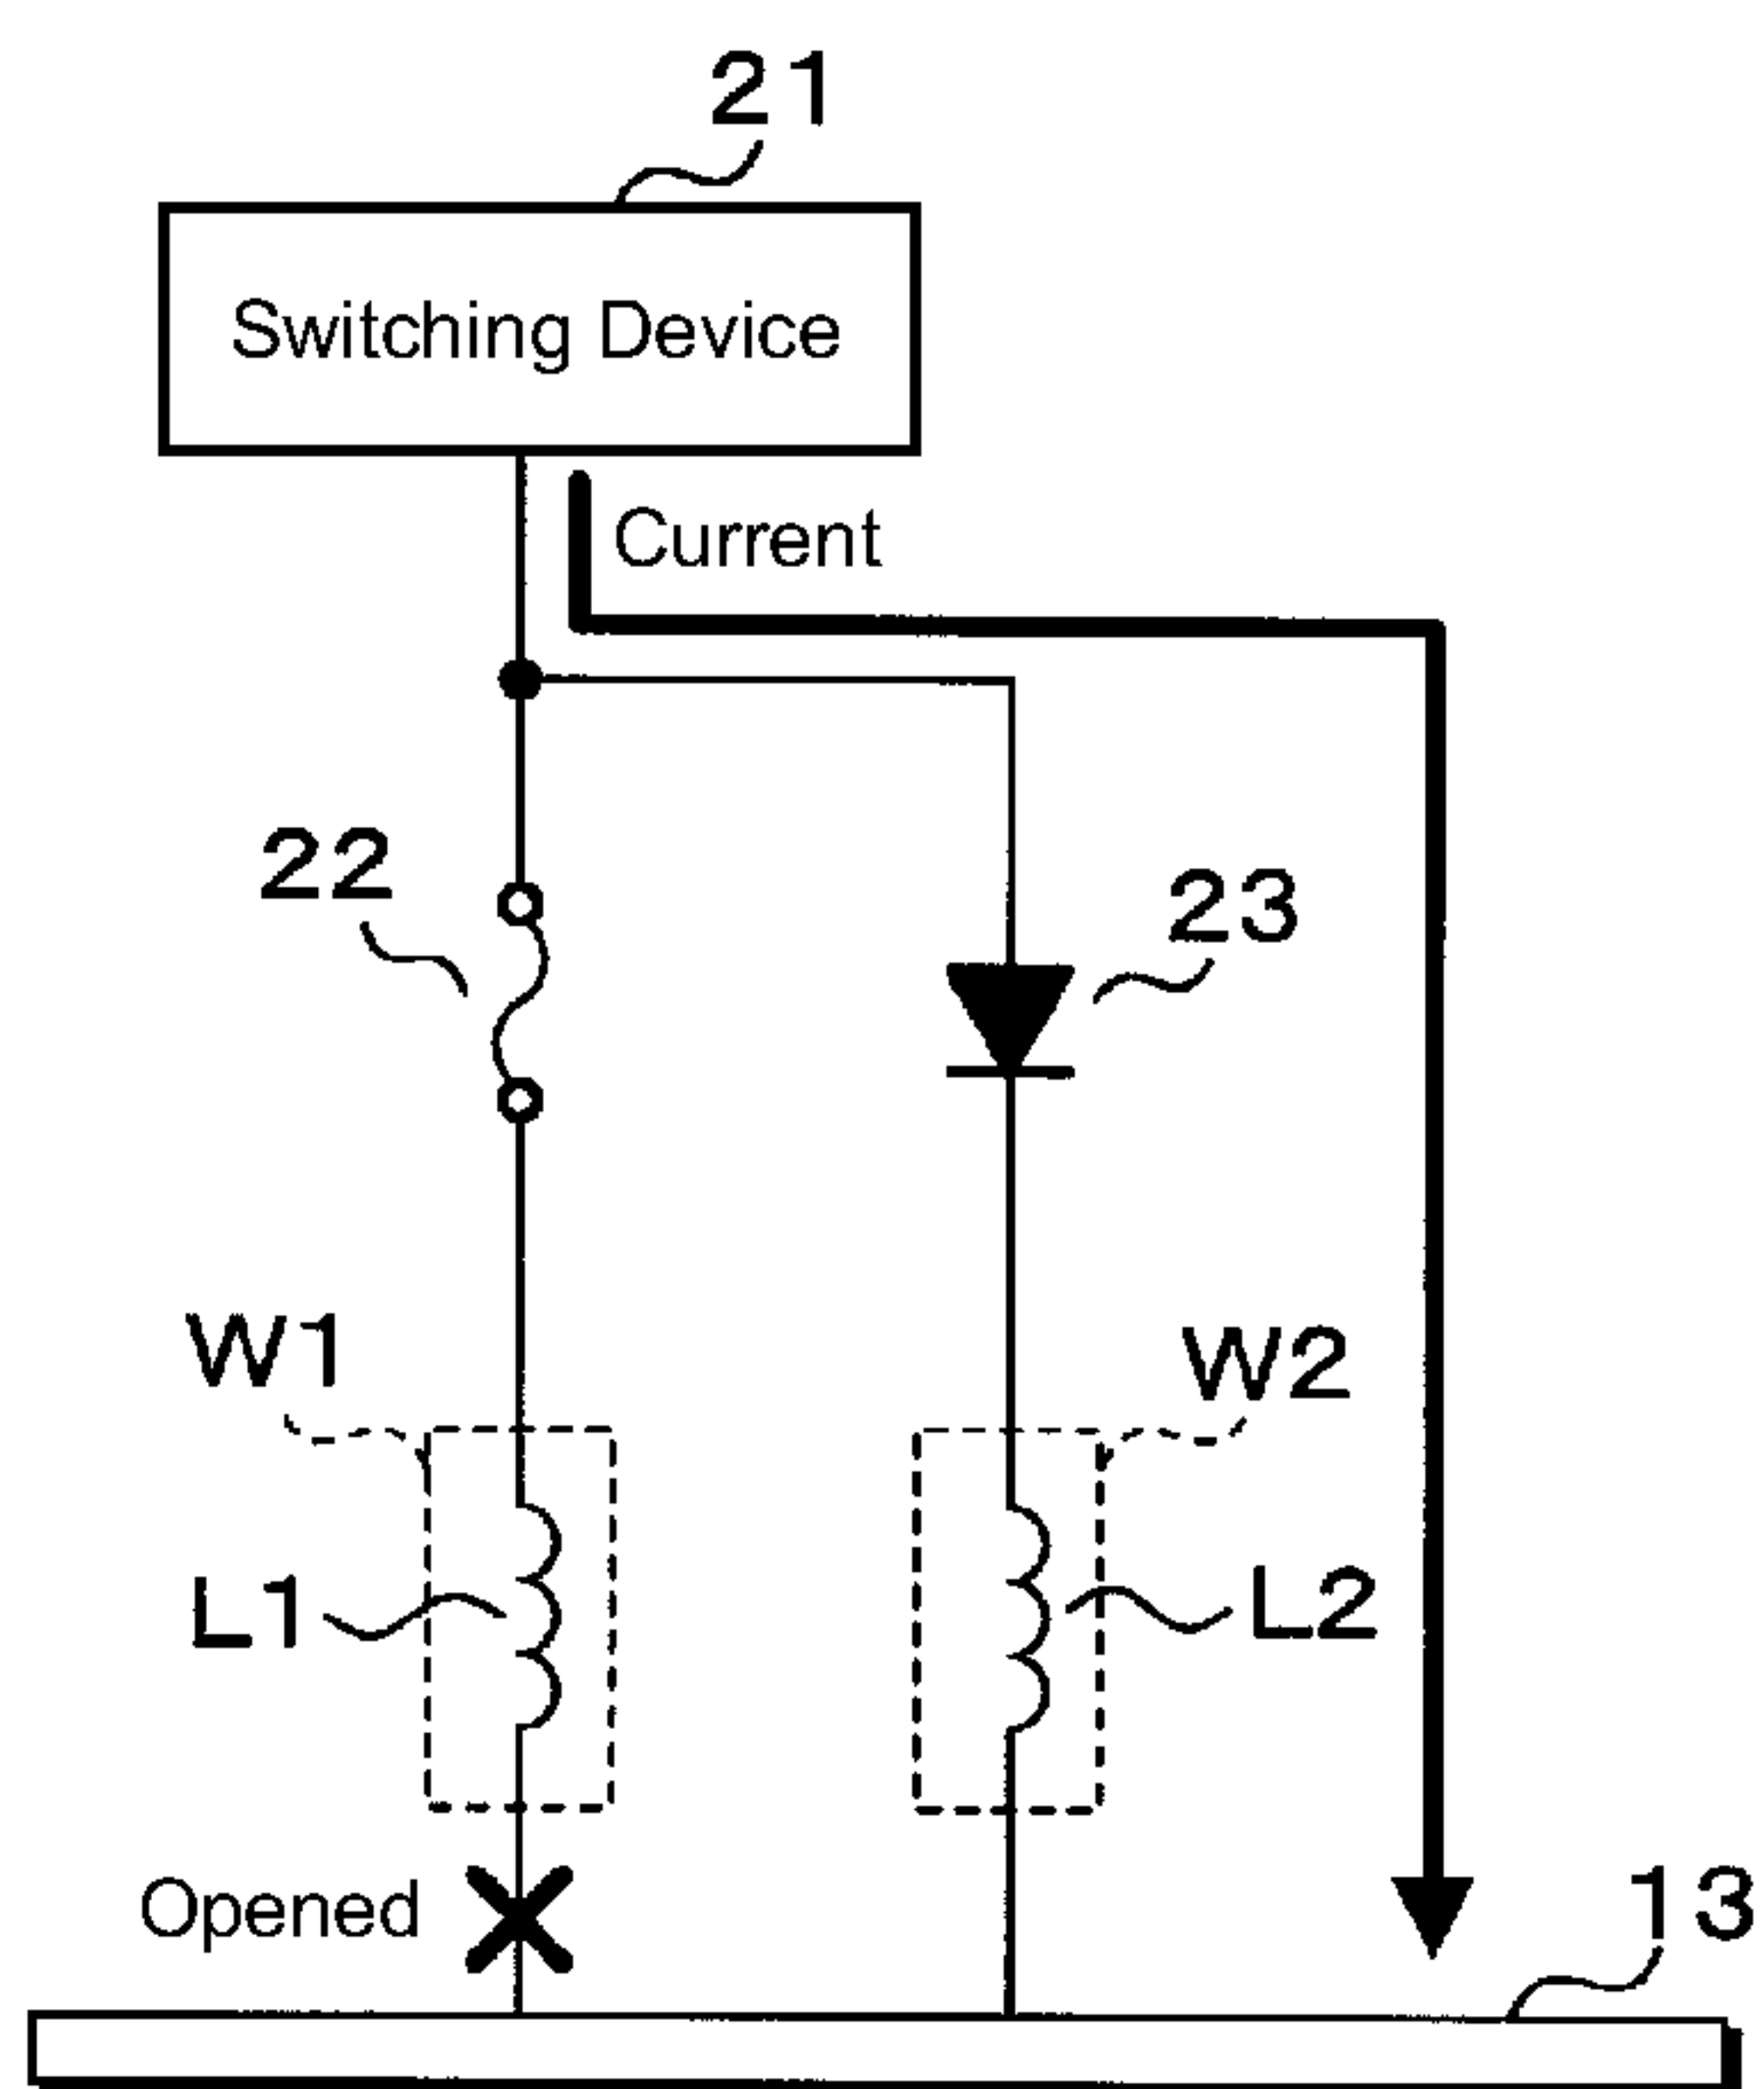 21
Switching Device
Current
22
23
W1
W2
L1
L2
Opened
13